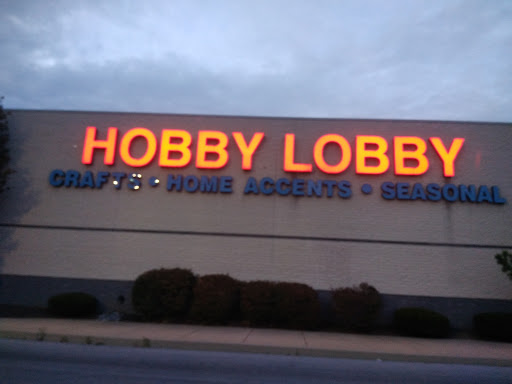 HOBBY LOBBY
CRAFTS • HOME ACCENTS • SEASONAL